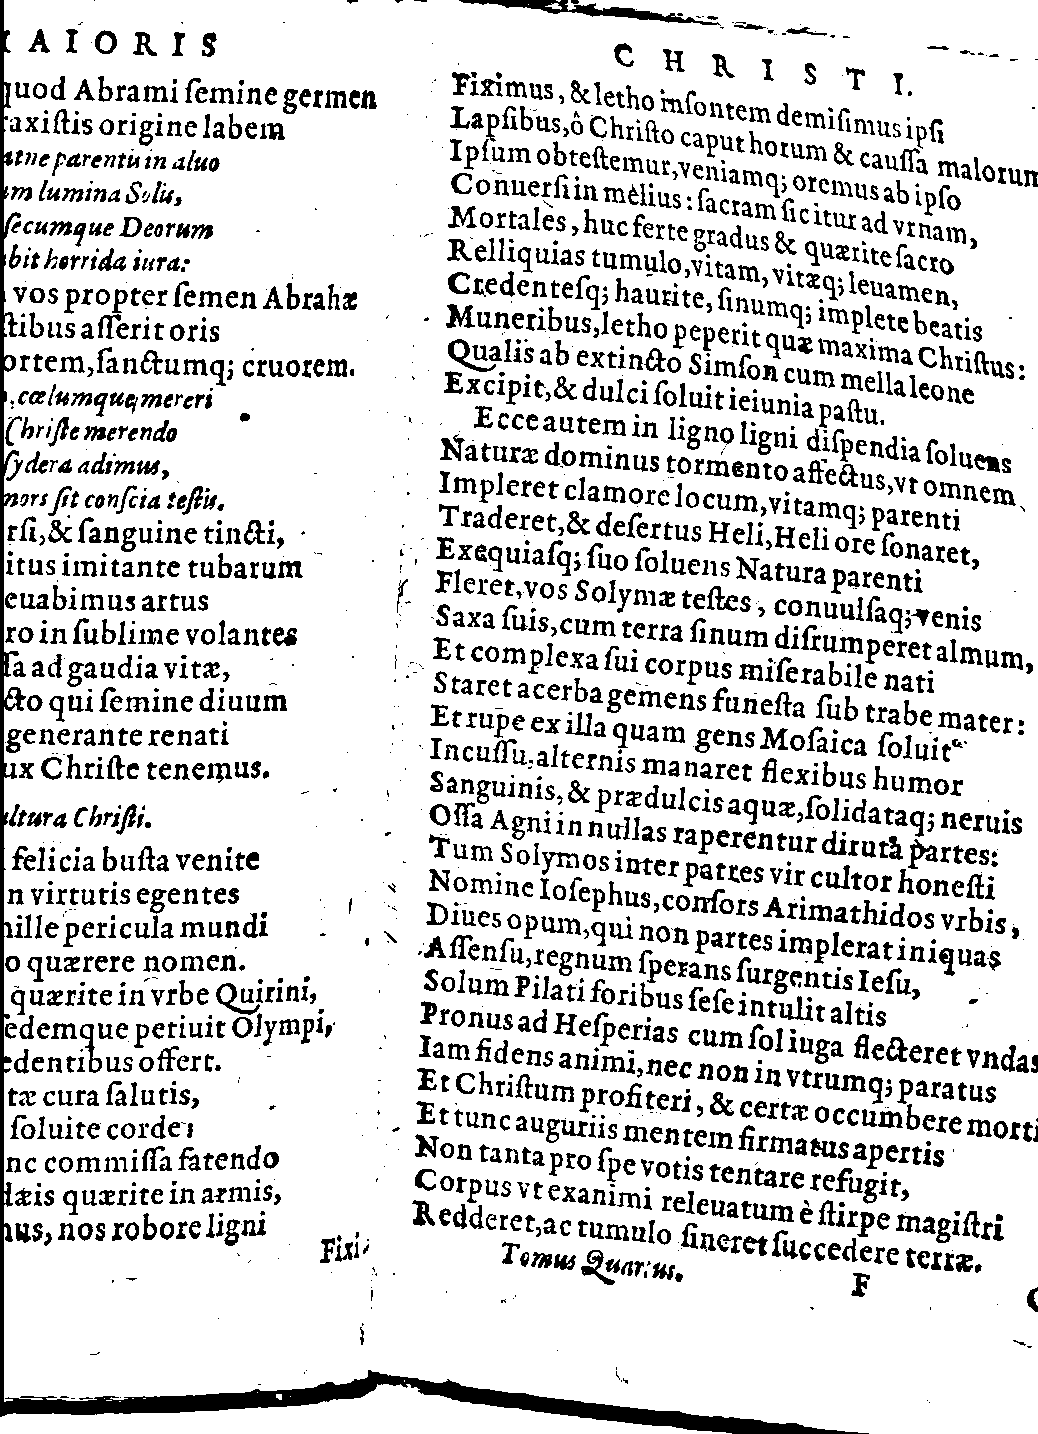 AIORIS
quod Abrami ſemine germen
axiſtis origine labem
parentũ in aluo
lumina Solis,
ſecumque Deorum
bit horrida iura:
vos propter ſemen Abrahæ
ſtibus aſſerit oris
ortem, ſanctumq; cruorem.
cœlumque mereri
Chriſte merendo
ſydera adimus,
mors ſit conſcia teſtis.
rſi, & ſanguine tincti,
itus imitante tubarum
euabimus artus
ro in ſublime volantes
ſa ad gaudia vitæ,
cto qui ſemine diuum
generante renati
ux Chriſte tenemus.
ultura Chriſti.
felicia buſta venite
n virtutis egentes
mille pericula mundi
o quærere nomen.
quærite in vrbe Quirini,
edemque petiuit Olympi,
edentibus offert.
tæ cura ſalutis,
ſoluite corde
nc commiſſa fatendo
læis quærite in armis,
mus, nos robore ligni
Fixi-
CHRISTI.
Fiximus, & letho inſontem demiſimus ipſi
Lapſibus, ô Chriſto caput horum & cauſſa malorum
Ipſum obteſtemur, veniamq; oremus ab ipſo
Conuerſi in mèlius: ſacram ſic itur ad vrnam,
Mortales, huc ferte gradus & quærite ſacro
Relliquias tumulo, vitam, vitæq; leuamen,
Credenteſq; haurite, ſinumq; implete beatis
Muneribus, letho peperit quæ maxima Chriſtus:
Qualis ab extincto Simſon cum mella leone
Excipit, & dulci ſoluit ieiunia paſtu.
Ecce autem in ligno ligni diſpendia ſoluens
Naturæ dominus tormento affectus, vt omnem
Impleret clamore locum, vitamq; parenti
Traderet, & deſertus Heli, Heli ore ſonaret,
Exequiaſq; ſuo ſoluens Natura parenti
Fleret, vos Solymæ teſtes, conuulſaq; venis
Saxa ſuis, cum terra ſinum diſrumperet almum,
Et complexa ſui corpus miſerabile nati
Staret acerba gemens funeſta ſub trabe mater:
Et rupe ex illa quam gens Moſaica ſoluit
Incuſſu, alternis manaret flexibus humor
Sanguinis, & prædulcis aquæ, ſolidataq; neruis
Oſſa Agni in nullas raperentur diruta partes:
Tum Solymos inter patres vir cultor honeſti
Nomine Ioſephus, conſors Arimathidos vrbis,
Diues opum, qui non partes implerat iniquas
Aſſenſu, regnum ſperans ſurgentis Ieſu,
Solum Pilati foribus ſeſe intulit altis
Pronus ad Heſperias cum ſol iuga flecteret vndas
Iam fidens animi, nec non in vtrumq; paratus
Et Chriſtum profiteri, & certæ occumbere morti
Et tunc auguriis mentem firmatus apertis
Non tanta pro ſpe votis tentare refugit,
Corpus vt exanimi releuatum è ſtirpe magiſtri
Redderet, ac tumulo ſineret ſuccedere terræ.
Tomus Quartus.
F